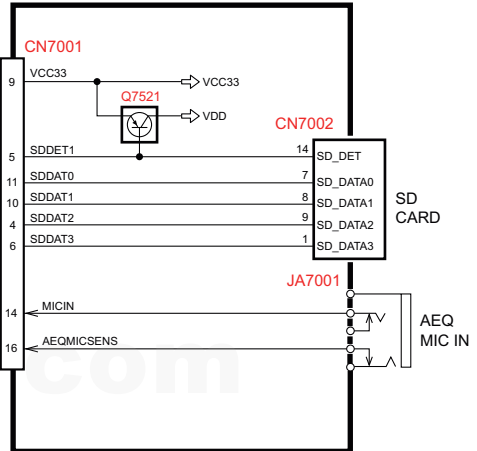 CN7001
9 VCC33 VCC33
Q7521
VDD
CN7002
5 SDDET1 14 SD_DET
11 SDDAT0 7 SD_DATA0
10 SDDAT1 8 SD_DATA1
4 SDDAT2 9 SD_DATA2
6 SDDAT3 1 SD_DATA3
SD
CARD
JA7001
14 MICIN
16 AEQMICSENS
AEQ
MIC IN
com